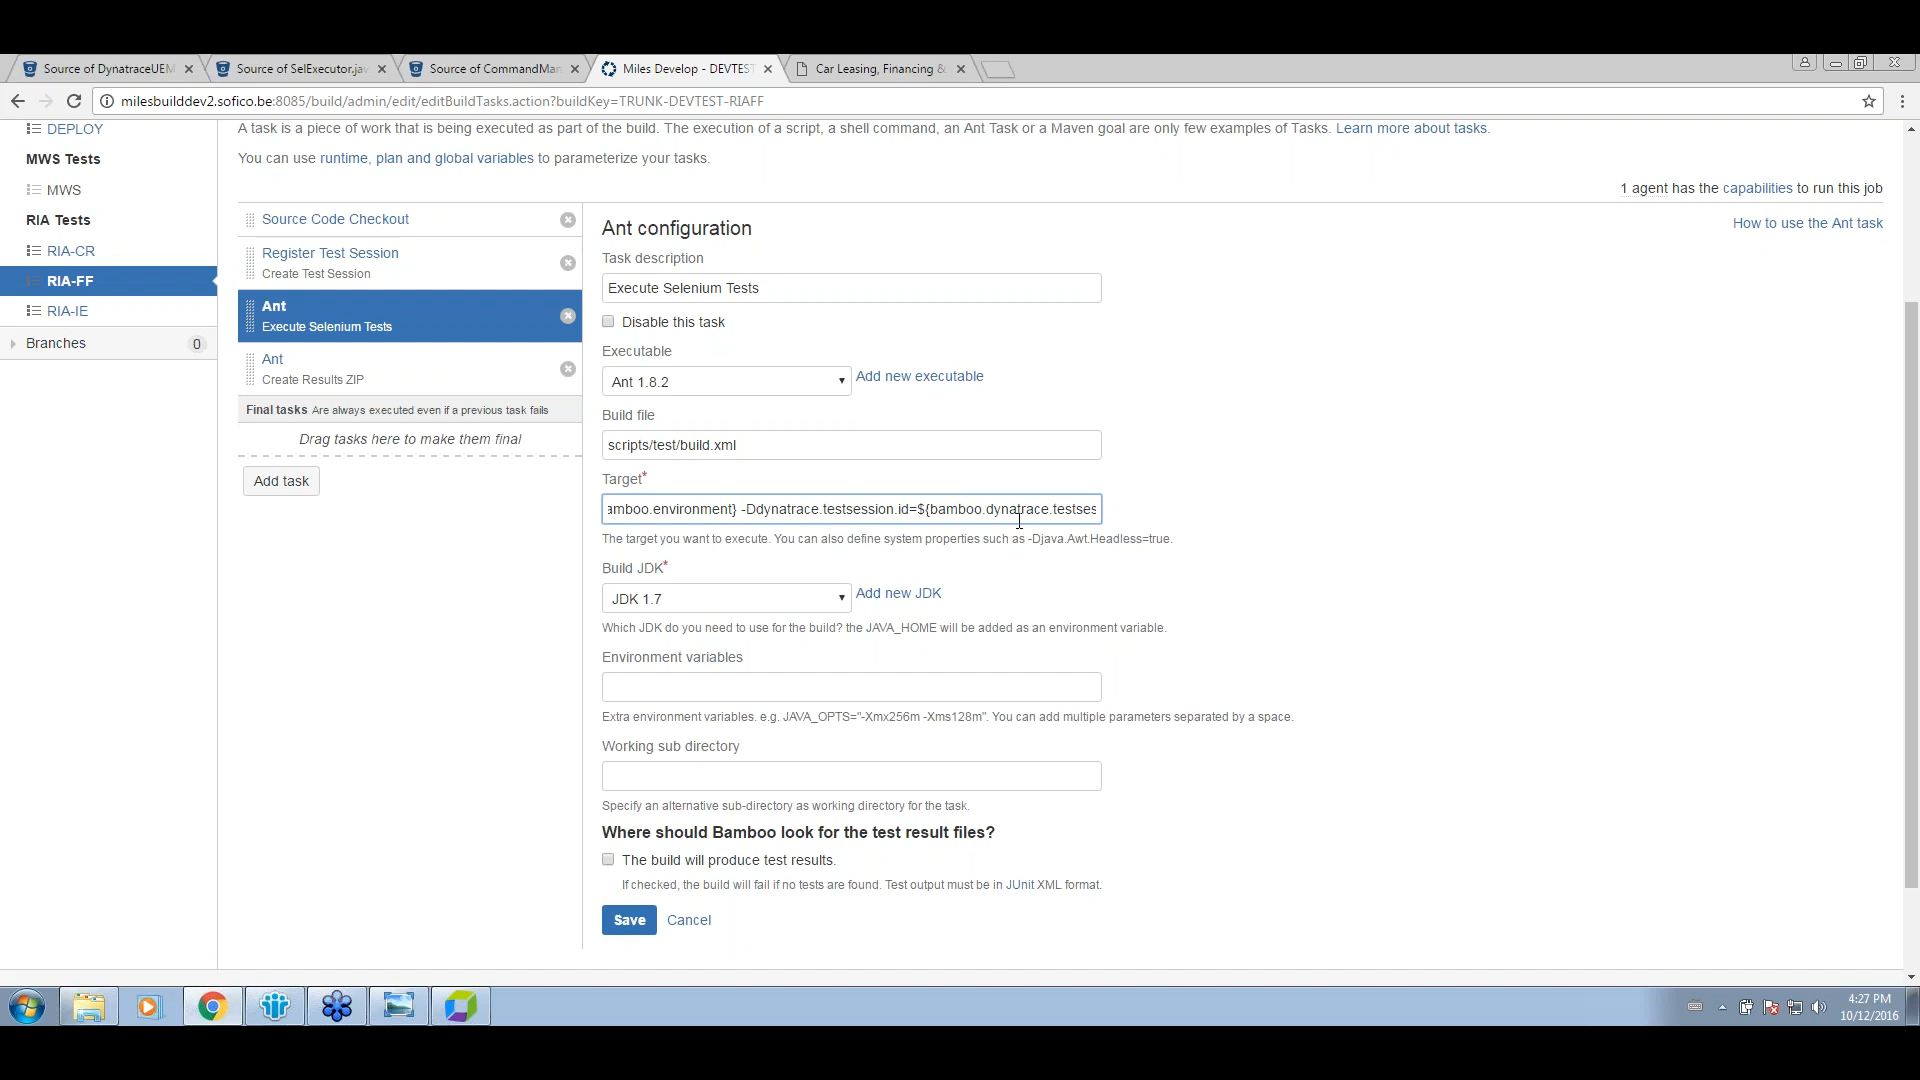 Source of DynatraceUEM
Source of SelExecutor.jav
Source of CommandMan
Miles Develop - DEVTEST
Car Leasing, Financing &
milesbuilddev2.sofico.be:8085/build/admin/edit/editBuildTasks.action?buildKey=TRUNK-DEVTEST-RIAFF
DEPLOY
MWS Tests
MWS
RIA Tests
RIA-CR
RIA-FF
RIA-IE
Branches 0
A task is a piece of work that is being executed as part of the build. The execution of a script, a shell command, an Ant Task or a Maven goal are only few examples of Tasks. Learn more about tasks.
You can use runtime, plan and global variables to parameterize your tasks.
1 agent has the capabilities to run this job
Source Code Checkout
Register Test Session
Create Test Session
Ant
Execute Selenium Tests
Ant
Create Results ZIP
Final tasks Are always executed even if a previous task fails
Drag tasks here to make them final
Add task
Ant configuration
How to use the Ant task
Task description
Execute Selenium Tests
Disable this task
Executable
Ant 1.8.2
Add new executable
Build file
scripts/test/build.xml
Target*
amboo.environment} -Ddynatrace.testsession.id=${bamboo.dynatrace.testses
The target you want to execute. You can also define system properties such as -Djava.Awt.Headless=true.
Build JDK*
JDK 1.7
Add new JDK
Which JDK do you need to use for the build? the JAVA_HOME will be added as an environment variable.
Environment variables
Extra environment variables. e.g. JAVA_OPTS="-Xmx256m -Xms128m". You can add multiple parameters separated by a space.
Working sub directory
Specify an alternative sub-directory as working directory for the task.
Where should Bamboo look for the test result files?
The build will produce test results.
If checked, the build will fail if no tests are found. Test output must be in JUnit XML format.
Save Cancel
4:27 PM
10/12/2016